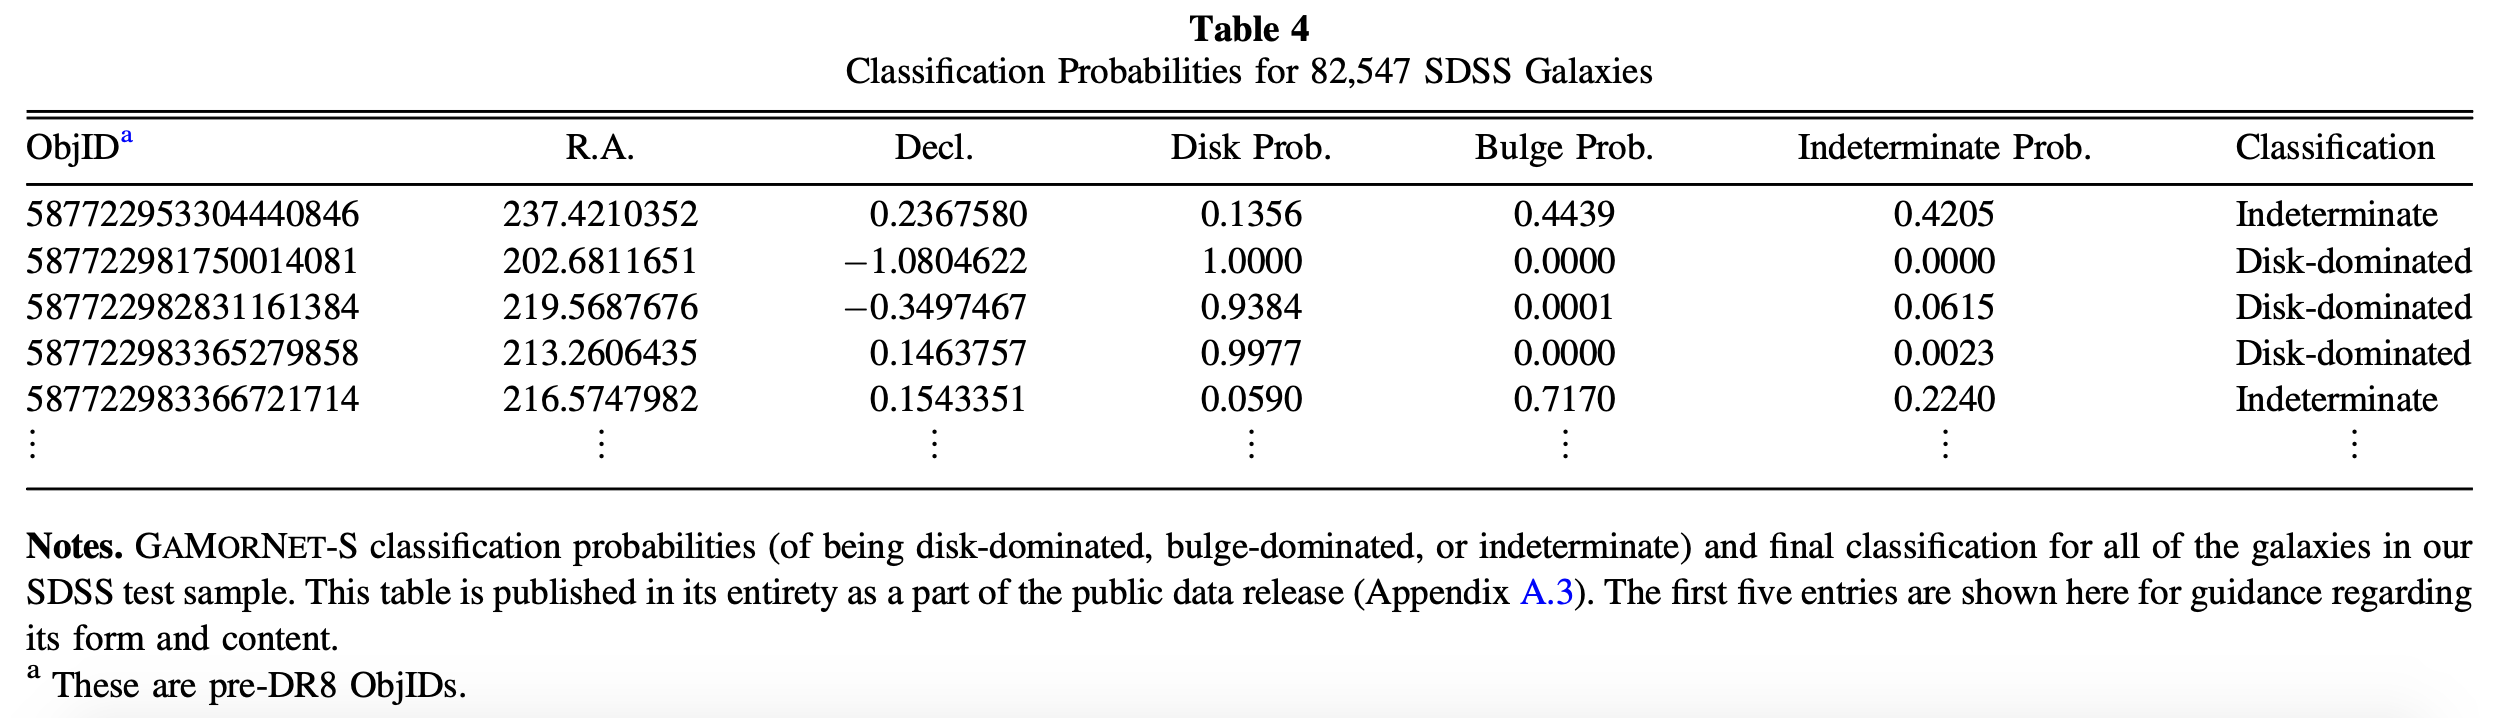 Table 4
Classification Probabilities for 82,547 SDSS Galaxies
ObjIDa R.A. Decl. Disk Prob. Bulge Prob. Indeterminate Prob. Classification
587722953304440846 237.4210352 0.2367580 0.1356 0.4439 0.4205 Indeterminate
587722981750014081 202.6811651 −1.0804622 1.0000 0.0000 0.0000 Disk-dominated
587722982831161384 219.5687676 −0.3497467 0.9384 0.0001 0.0615 Disk-dominated
587722983365279858 213.2606435 0.1463757 0.9977 0.0000 0.0023 Disk-dominated
587722983366721714 216.5747982 0.1543351 0.0590 0.7170 0.2240 Indeterminate
⋮ ⋮ ⋮ ⋮ ⋮ ⋮ ⋮
Notes. GAMORNET-S classification probabilities (of being disk-dominated, bulge-dominated, or indeterminate) and final classification for all of the galaxies in our
SDSS test sample. This table is published in its entirety as a part of the public data release (Appendix A.3). The first five entries are shown here for guidance regarding
its form and content.
a These are pre-DR8 ObjIDs.